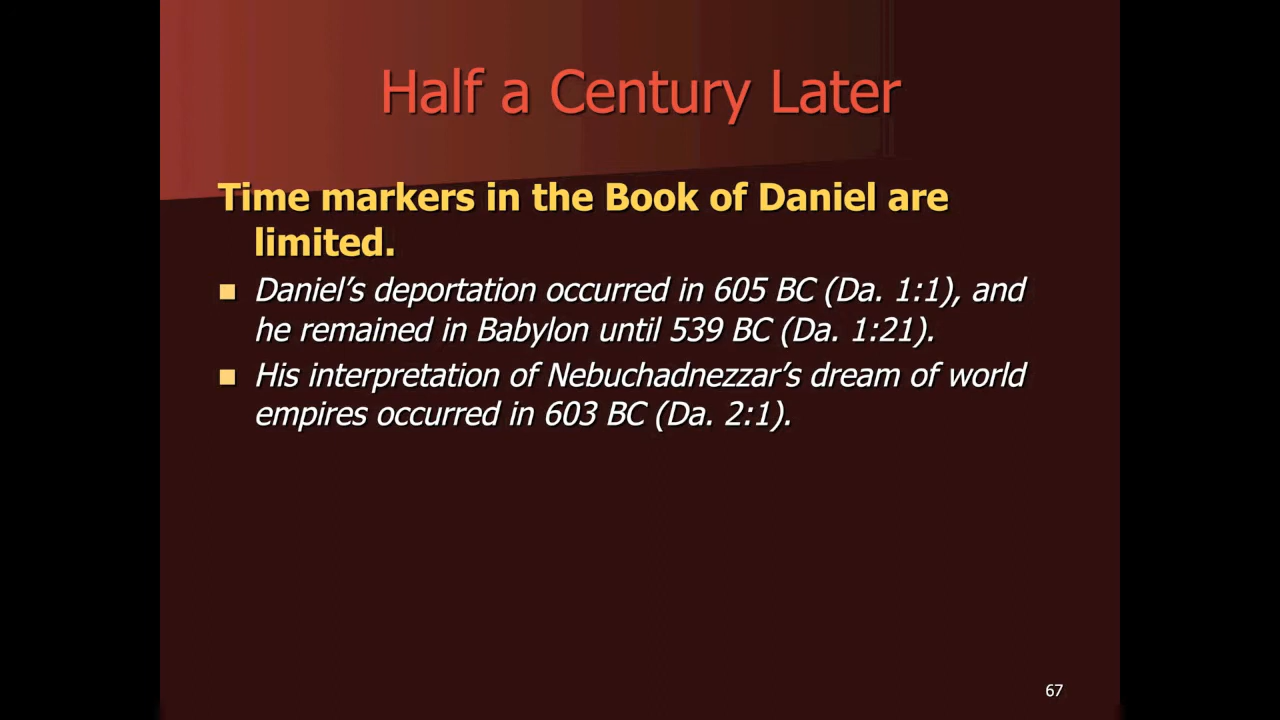 Half a Century Later
Time markers in the Book of Daniel are
limited.
Daniel’s deportation occurred in 605 BC (Da. 1:1), and
he remained in Babylon until 539 BC (Da. 1:21).
His interpretation of Nebuchadnezzar’s dream of world
empires occurred in 603 BC (Da. 2:1).
67